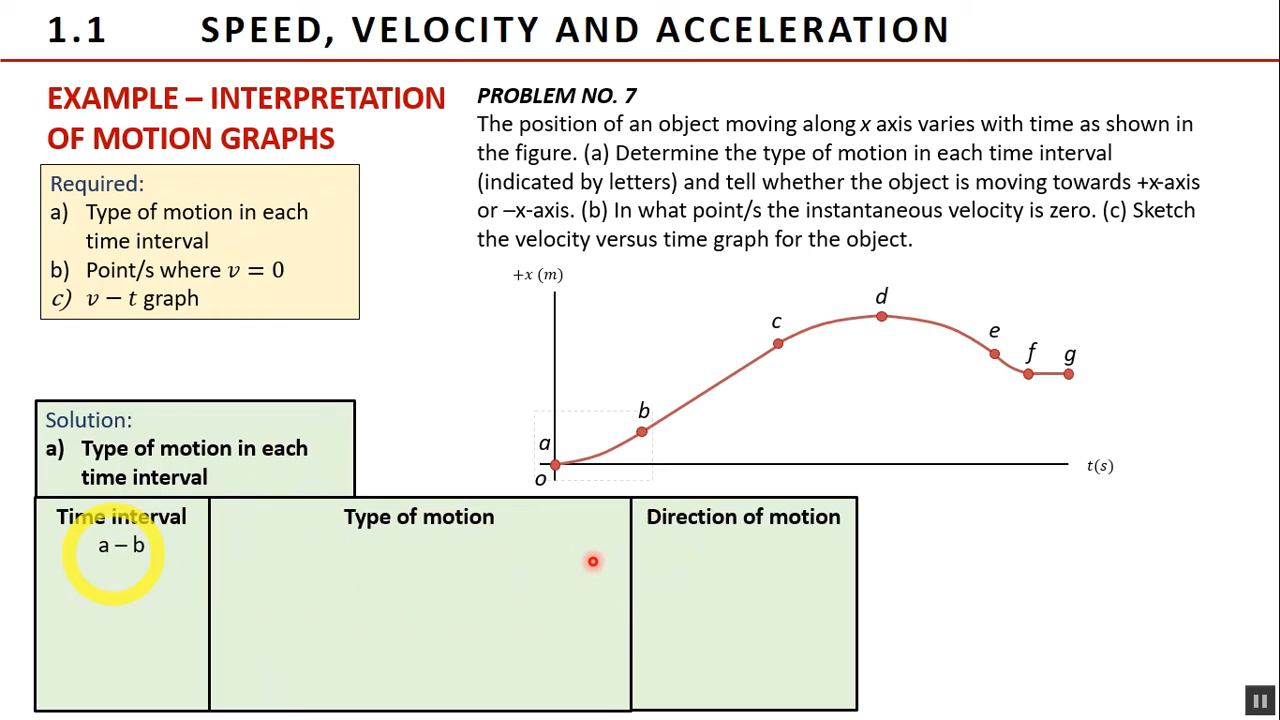 1.1 SPEED, VELOCITY AND ACCELERATION
EXAMPLE – INTERPRETATION
OF MOTION GRAPHS
Required:
a) Type of motion in each
time interval
b) Point/s where v = 0
c) v − t graph
PROBLEM NO. 7
The position of an object moving along x axis varies with time as shown in
the figure. (a) Determine the type of motion in each time interval
(indicated by letters) and tell whether the object is moving towards +x-axis
or –x-axis. (b) In what point/s the instantaneous velocity is zero. (c) Sketch
the velocity versus time graph for the object.
+x (m)
d
c
e
f
g
b
a
o
t(s)
Solution:
a) Type of motion in each
time interval
Time interval Type of motion Direction of motion
a – b